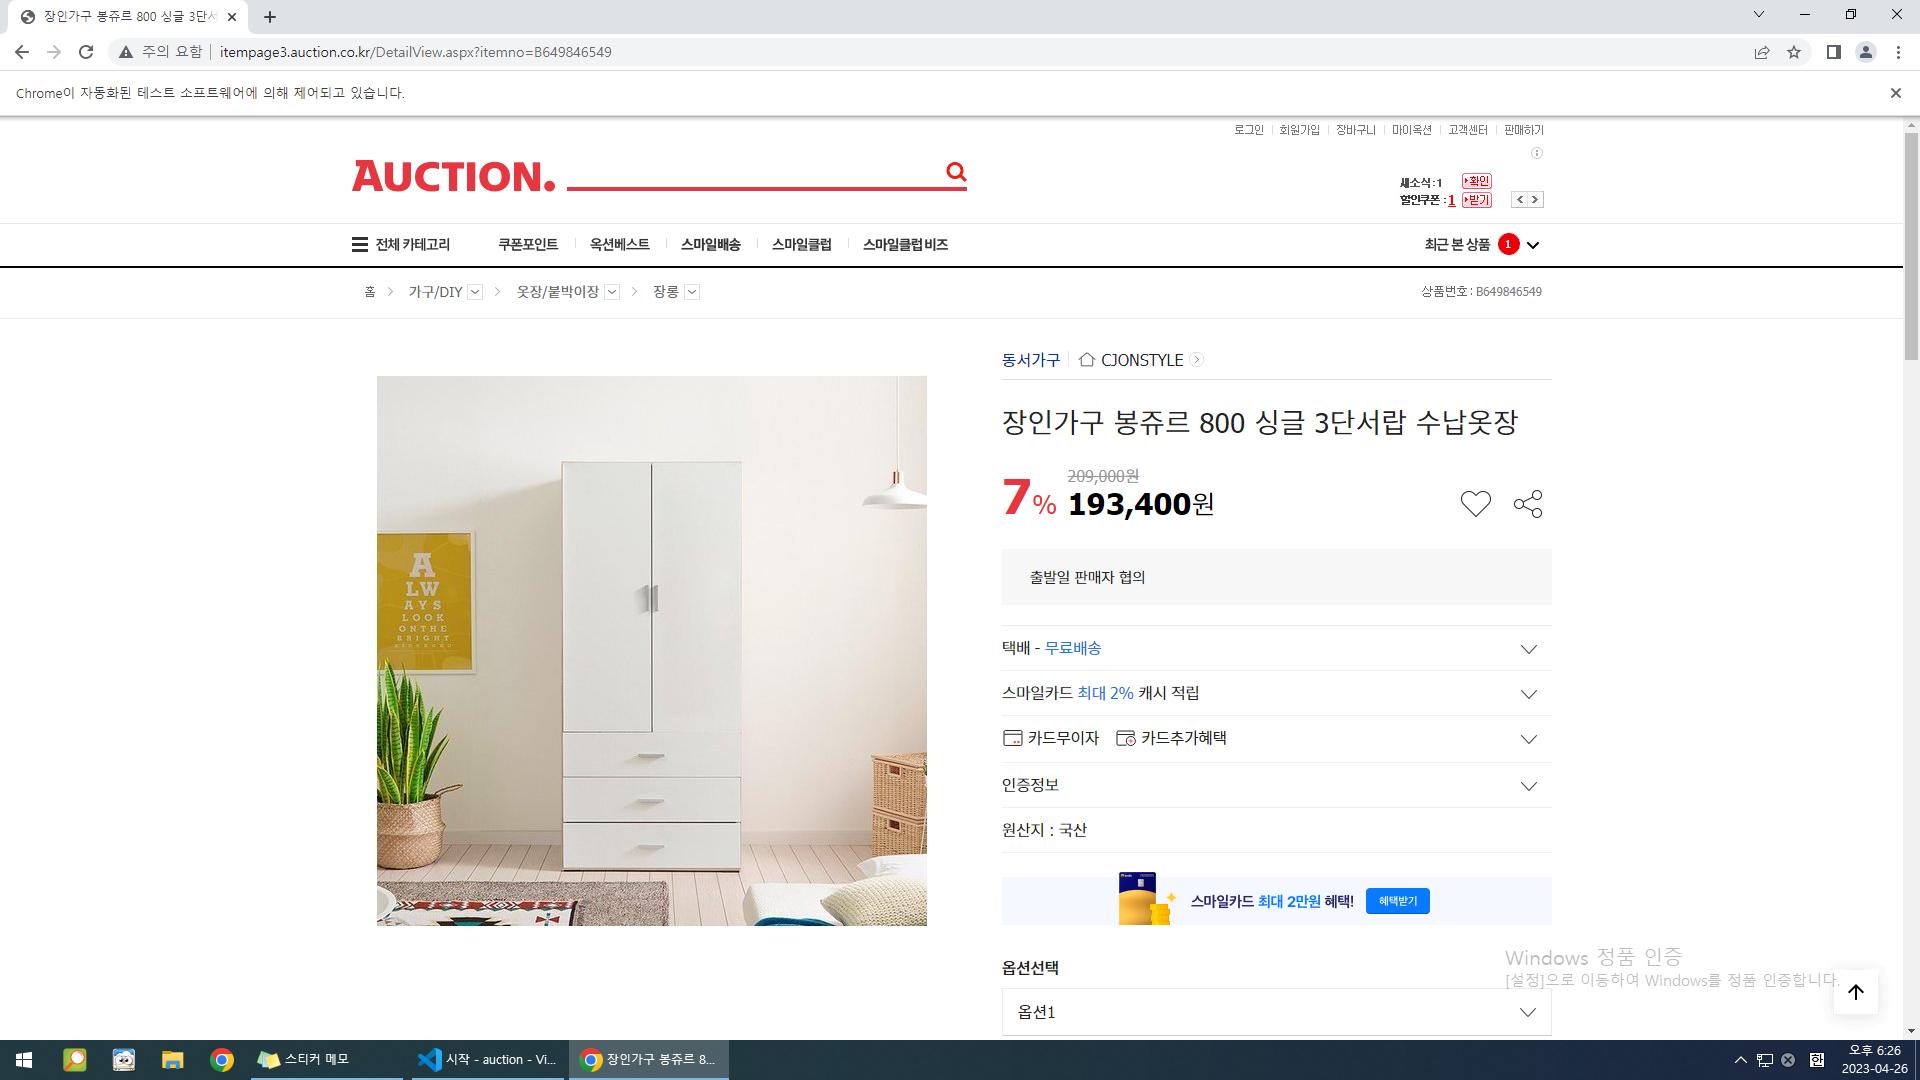 장인가구 봉쥬르 800 싱글 3단서
주의 요함
itempage3.auction.co.kr/DetailView.aspx?itemno=B649846549
Chrome이 자동화된 테스트 소프트웨어에 의해 제어되고 있습니다.
로그인 회원가입 장바구니 마이옥션 고객센터 판매하기
AUCTION.
새소식 : 1 확인
할인쿠폰 : 1 받기
전체 카테고리 쿠폰포인트 옥션베스트 스마일배송 스마일클럽 스마일클럽 비즈 최근 본 상품 1
홈 가구/DIY 옷장/붙박이장 장롱 상품번호 : B649846549
동서가구 CJONSTYLE
장인가구 봉쥬르 800 싱글 3단서랍 수납옷장
209,000원
7% 193,400원
출발일 판매자 협의
택배 - 무료배송
스마일카드 최대 2% 캐시 적립
카드무이자 카드추가혜택
인증정보
원산지 : 국산
스마일카드 최대 2만원 혜택! 혜택받기
옵션선택
옵션1
A
LW
AYS
LOOK
ON THE
BRIGHT
Windows 정품 인증
[설정]으로 이동하여 Windows를 정품 인증합니다.
스티커 메모
시작 - auction - Vi...
장인가구 봉쥬르 8...
한
오후 6:26
2023-04-26